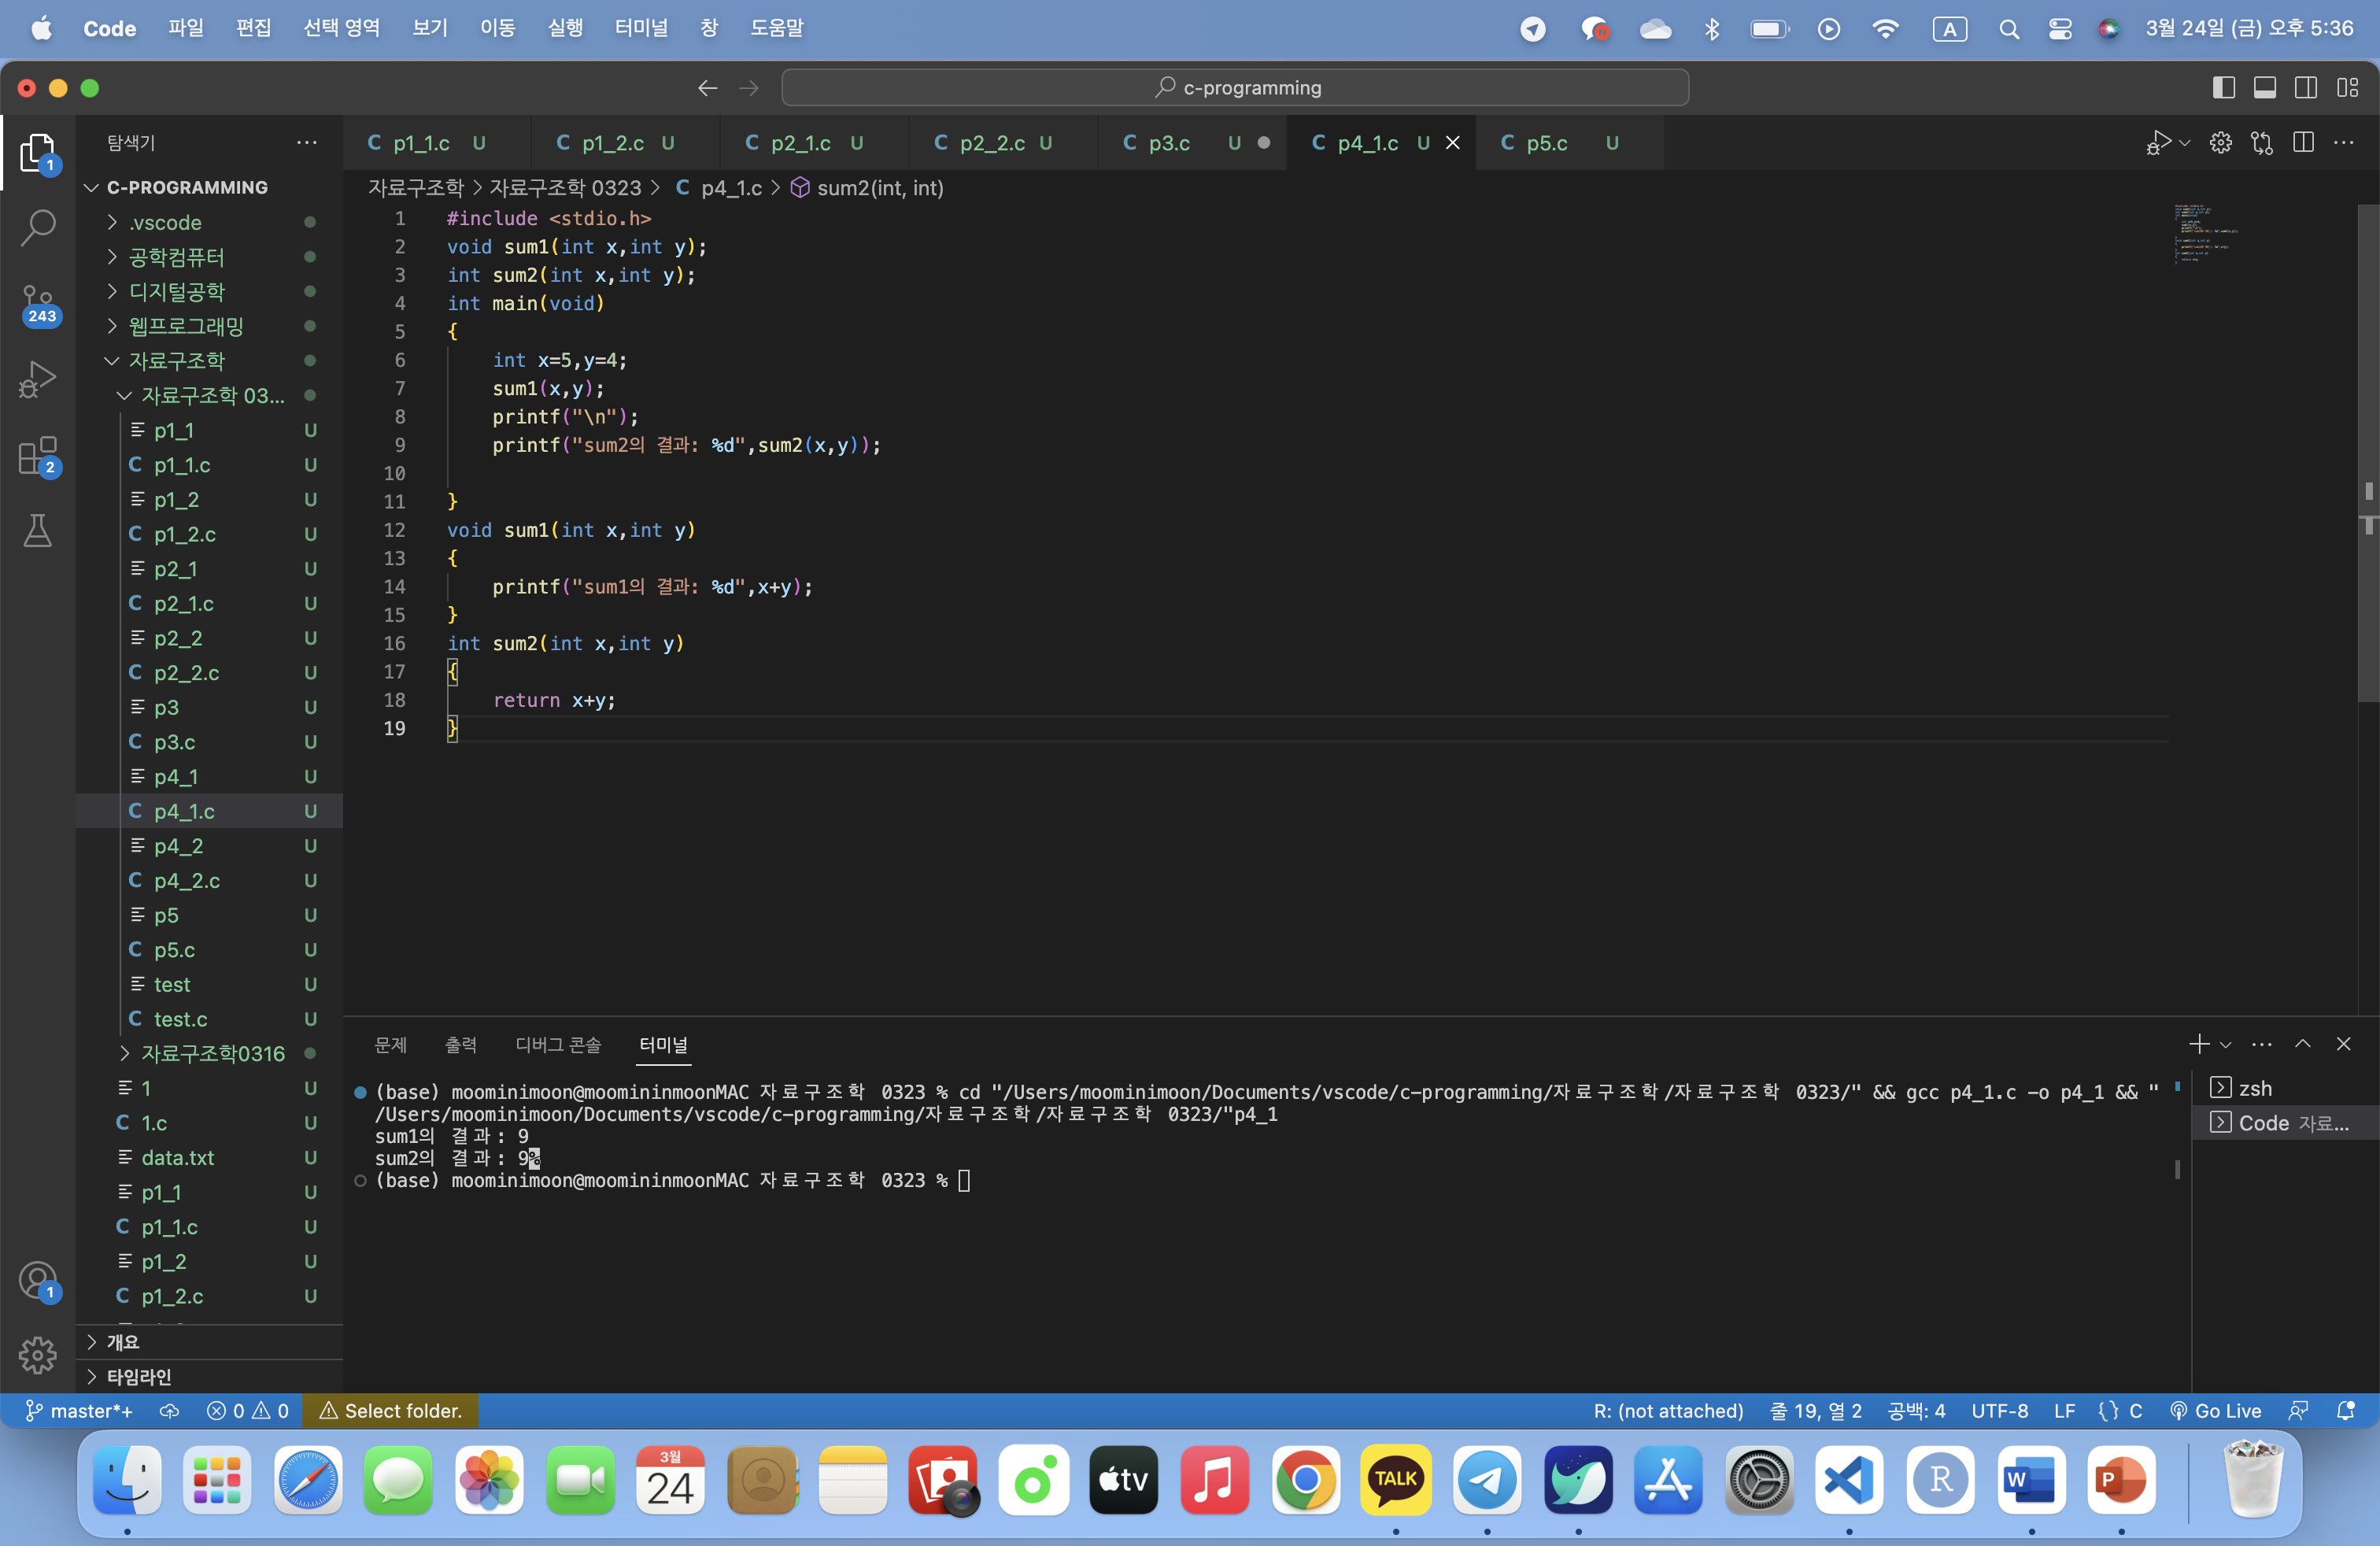 Code 파일 편집 선택 영역 보기 이동 실행 터미널 창 도움말 A 3월 24일 (금) 오후 5:36
c-programming
탐색기
C p1_1.c U C p1_2.c U C p2_1.c U C p2_2.c U C p3.c U C p4_1.c U C p5.c U
자료구조학 > 자료구조학 0323 > C p4_1.c > sum2(int, int)
1
243
2
1
C-PROGRAMMING
.vscode
공학컴퓨터
디지털공학
웹프로그래밍
자료구조학
자료구조학 03...
p1_1 U
C p1_1.c U
p1_2 U
C p1_2.c U
p2_1 U
C p2_1.c U
p2_2 U
C p2_2.c U
p3 U
C p3.c U
p4_1 U
C p4_1.c U
p4_2 U
C p4_2.c U
p5 U
C p5.c U
test U
C test.c U
자료구조학0316
1 U
C 1.c U
data.txt U
p1_1 U
C p1_1.c U
p1_2 U
C p1_2.c U
개요
타임라인
1 #include <stdio.h>
2 void sum1(int x,int y);
3 int sum2(int x,int y);
4 int main(void)
5 {
6 int x=5,y=4;
7 sum1(x,y);
8 printf("\n");
9 printf("sum2의 결과: %d",sum2(x,y));
10
11 }
12 void sum1(int x,int y)
13 {
14 printf("sum1의 결과: %d",x+y);
15 }
16 int sum2(int x,int y)
17 {
18 return x+y;
19 }
문제 출력 디버그 콘솔 터미널
(base) moominimoon@moomininmoonMAC 자료구조학 0323 % cd "/Users/moominimoon/Documents/vscode/c-programming/자료구조학/자료구조학 0323/" && gcc p4_1.c -o p4_1 && "
/Users/moominimoon/Documents/vscode/c-programming/자료구조학/자료구조학 0323/"p4_1
sum1의 결과: 9
sum2의 결과: 9%
(base) moominimoon@moomininmoonMAC 자료구조학 0323 %
zsh
Code 자료...
master*+ 0 0 Select folder. R: (not attached) 줄 19, 열 2 공백: 4 UTF-8 LF {} C Go Live
3월
24
tv
TALK
R
W
P